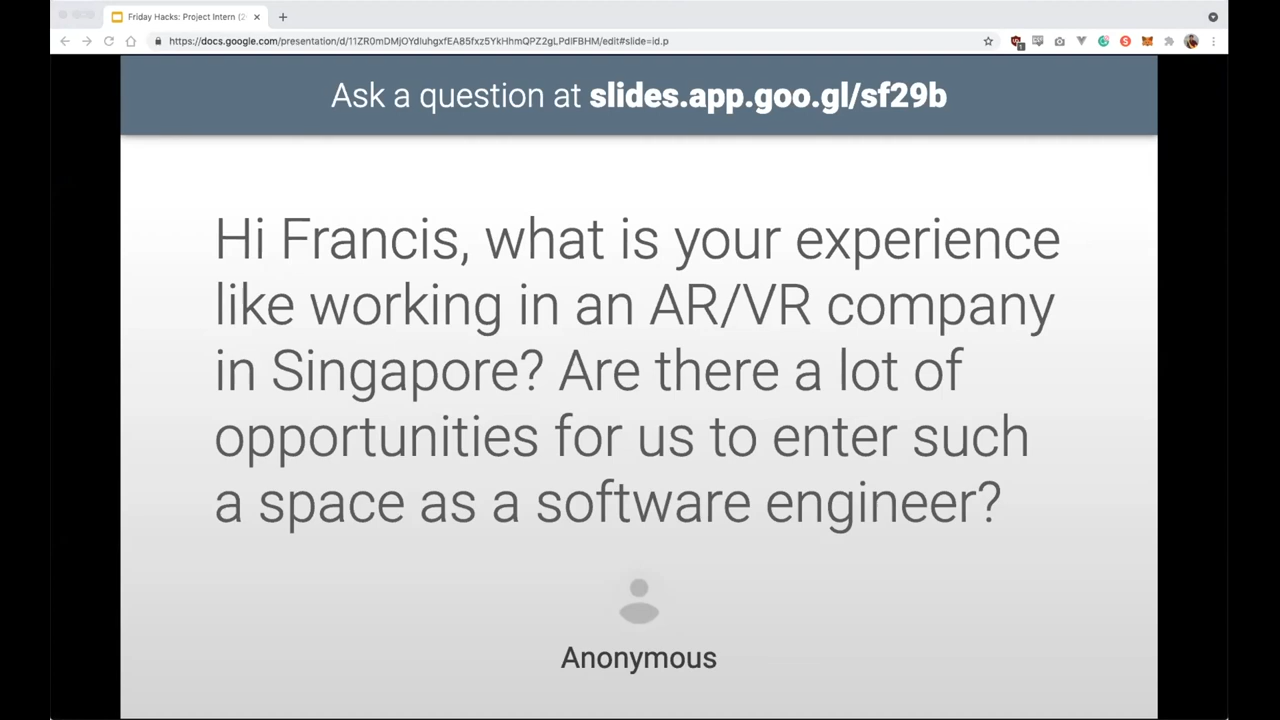 Friday Hacks: Project Intern (2
https://docs.google.com/presentation/d/11ZR0mDMjOYdluhgxfEA85fxz5YkHhmQPZ2gLPdiFBHM/edit#slide=id.p
Ask a question at slides.app.goo.gl/sf29b
Hi Francis, what is your experience
like working in an AR/VR company
in Singapore? Are there a lot of
opportunities for us to enter such
a space as a software engineer?
Anonymous